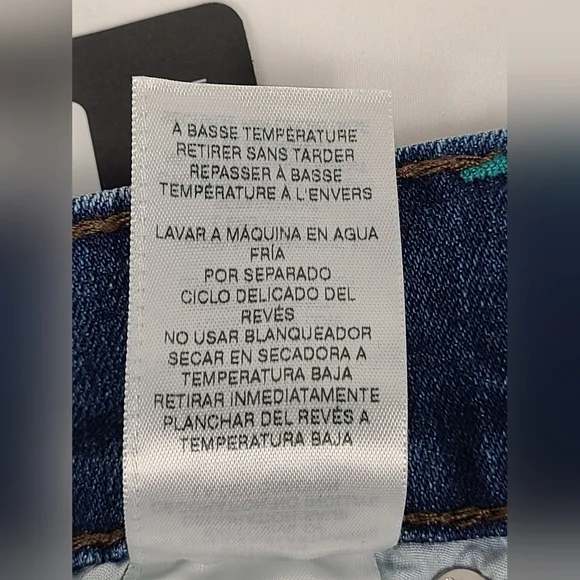 À BASSE TEMPÉRATURE
RETIRER SANS TARDER
REPASSER À BASSE
TEMPÉRATURE À L'ENVERS
LAVAR A MÁQUINA EN AGUA
FRÍA
POR SEPARADO
CICLO DELICADO DEL
REVÉS
NO USAR BLANQUEADOR
SECAR EN SECADORA A
TEMPERATURA BAJA
RETIRAR INMEDIATAMENTE
PLANCHAR DEL REVÉS A
TEMPERATURA BAJA